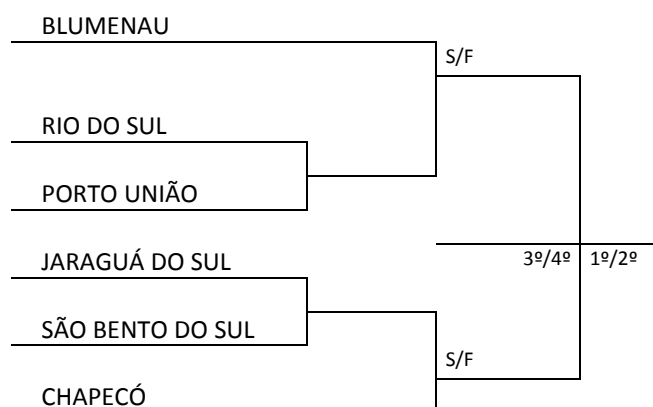 BLUMENAU
S/F
RIO DO SUL
PORTO UNIÃO
JARAGUÁ DO SUL
3º/4º 1º/2º
SÃO BENTO DO SUL
S/F
CHAPECÓ